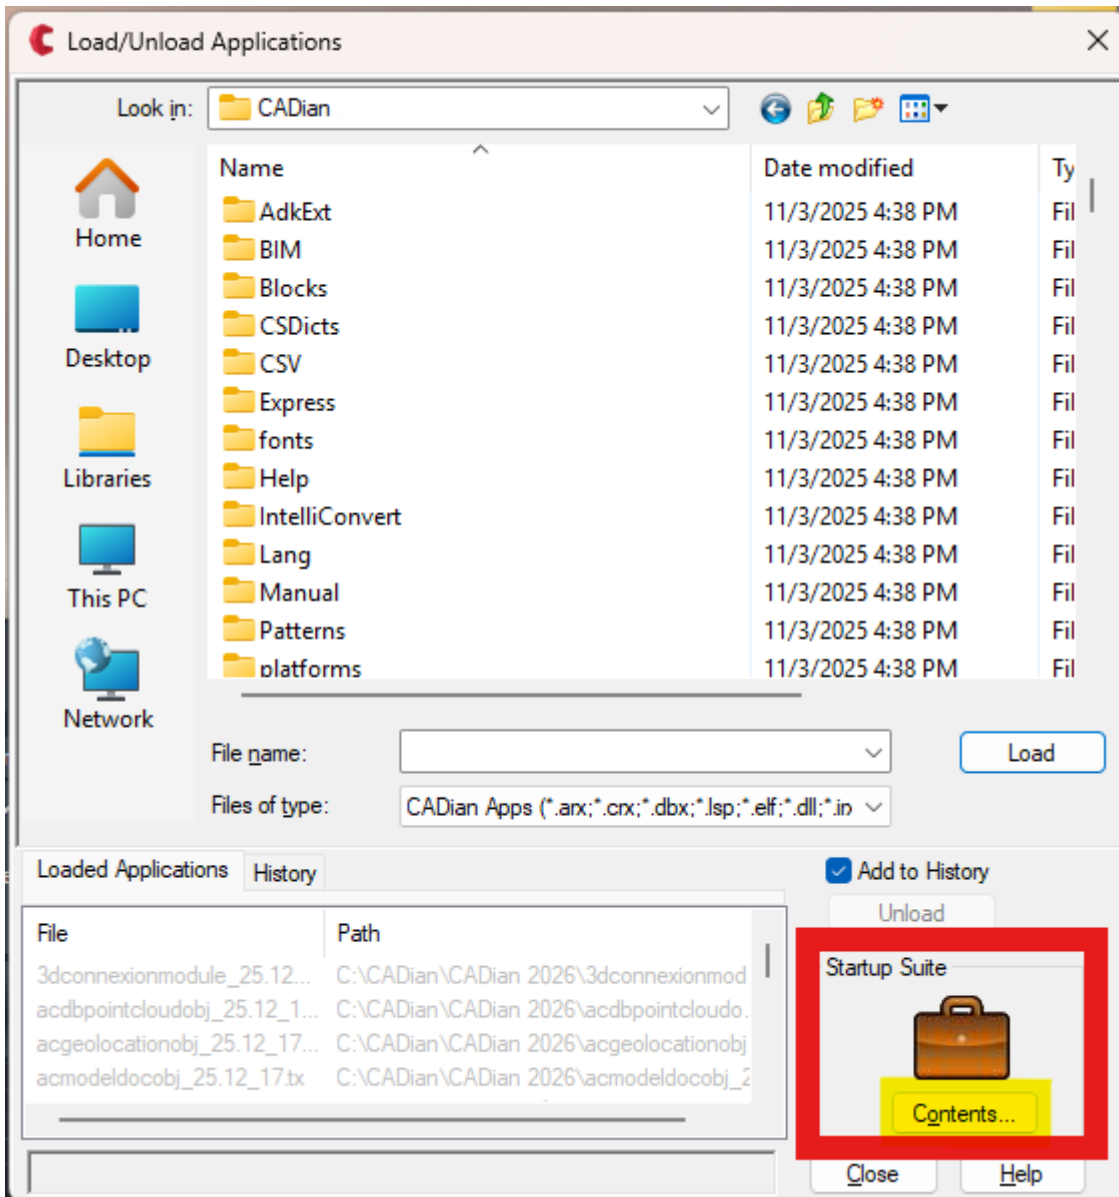 Load/Unload Applications
Look in: CADian
Name Date modified Ty
AdkExt 11/3/2025 4:38 PM Fil
BIM 11/3/2025 4:38 PM Fil
Blocks 11/3/2025 4:38 PM Fil
CSDicts 11/3/2025 4:38 PM Fil
CSV 11/3/2025 4:38 PM Fil
Express 11/3/2025 4:38 PM Fil
fonts 11/3/2025 4:38 PM Fil
Help 11/3/2025 4:38 PM Fil
IntelliConvert 11/3/2025 4:38 PM Fil
Lang 11/3/2025 4:38 PM Fil
Manual 11/3/2025 4:38 PM Fil
Patterns 11/3/2025 4:38 PM Fil
platforms 11/3/2025 4:38 PM Fil
Home
Desktop
Libraries
This PC
Network
File name: Load
Files of type: CADian Apps (*.arx;*.crx;*.dbx;*.lsp;*.elf;*.dll;*.in
Loaded Applications History
Add to History
Unload
File Path
3dconnexionmodule_25.12... C:\CADian\CADian 2026\3dconnexionmod
acdbpointcloudobj_25.12_1... C:\CADian\CADian 2026\acdbpointcloudo.
acgeolocationobj_25.12_17... C:\CADian\CADian 2026\acgeolocationobj
acmodeldocobj_25.12_17.tx C:\CADian\CADian 2026\acmodeldocobj_2
Startup Suite
Contents...
Close Help